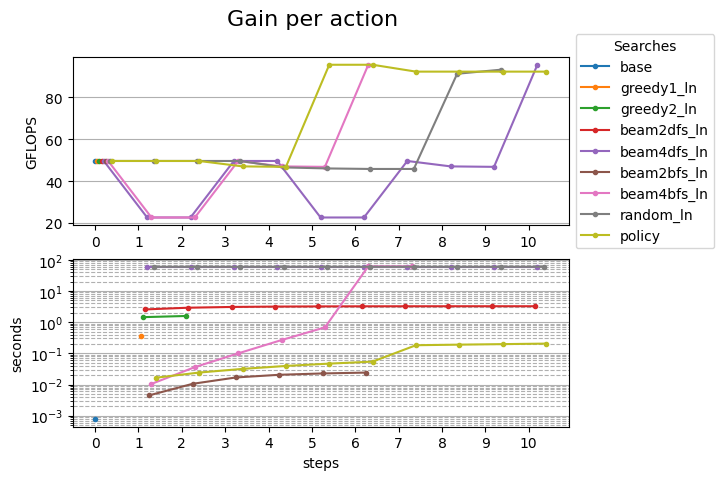 Gain per action
GFLOPS
80
60
40
20
0 1 2 3 4 5 6 7 8 9 10
Searches
base
greedy1_ln
greedy2_ln
beam2dfs_ln
beam4dfs_ln
beam2bfs_ln
beam4bfs_ln
random_ln
policy
seconds
10²
10¹
10⁰
10⁻¹
10⁻²
10⁻³
0 1 2 3 4 5 6 7 8 9 10
steps